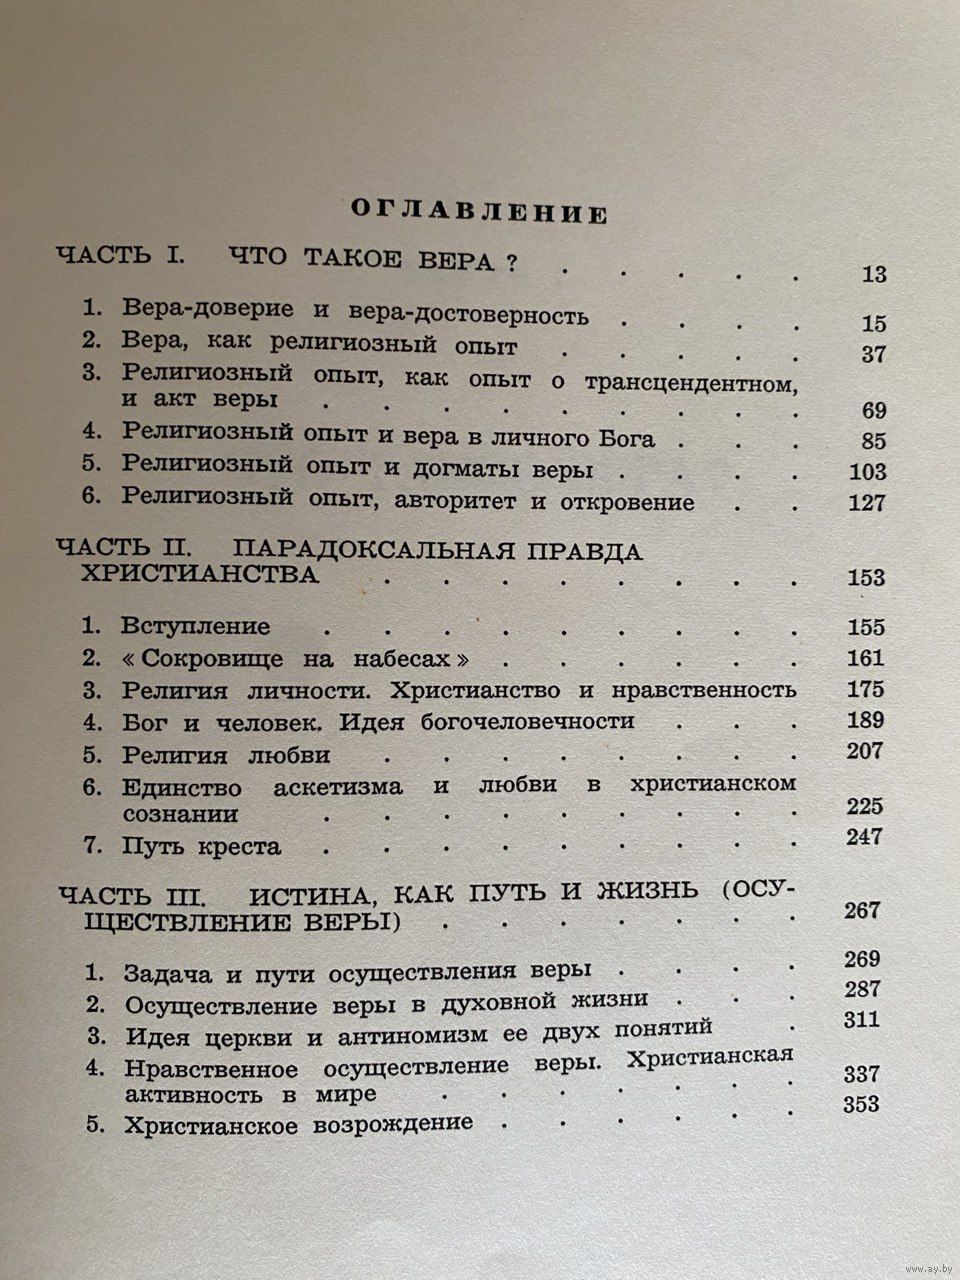 ОГЛАВЛЕНИЕ
ЧАСТЬ I. ЧТО ТАКОЕ ВЕРА ? . . . . . 13
1. Вера-доверие и вера-достоверность . . . . 15
2. Вера, как религиозный опыт . . . . . 37
3. Религиозный опыт, как опыт о трансцендентном,
и акт веры . . . . . . . . . 69
4. Религиозный опыт и вера в личного Бога . . . 85
5. Религиозный опыт и догматы веры . . . . 103
6. Религиозный опыт, авторитет и откровение . . 127
ЧАСТЬ II. ПАРАДОКСАЛЬНАЯ ПРАВДА
ХРИСТИАНСТВА . . . . . . . . 153
1. Вступление . . . . . . . . . 155
2. « Сокровище на набесах » . . . . . . 161
3. Религия личности. Христианство и нравственность 175
4. Бог и человек. Идея богочеловечности . . . 189
5. Религия любви . . . . . . . . 207
6. Единство аскетизма и любви в христианском
сознании . . . . . . . . . 225
7. Путь креста . . . . . . . . . 247
ЧАСТЬ III. ИСТИНА, КАК ПУТЬ И ЖИЗНЬ (ОСУ-
ЩЕСТВЛЕНИЕ ВЕРЫ) . . . . . . . 267
1. Задача и пути осуществления веры . . . . 269
2. Осуществление веры в духовной жизни . . . 287
3. Идея церкви и антиномизм ее двух понятий . 311
4. Нравственное осуществление веры. Христианская
активность в мире . . . . . . . 337
5. Христианское возрождение . . . . . . 353
www.ay.by